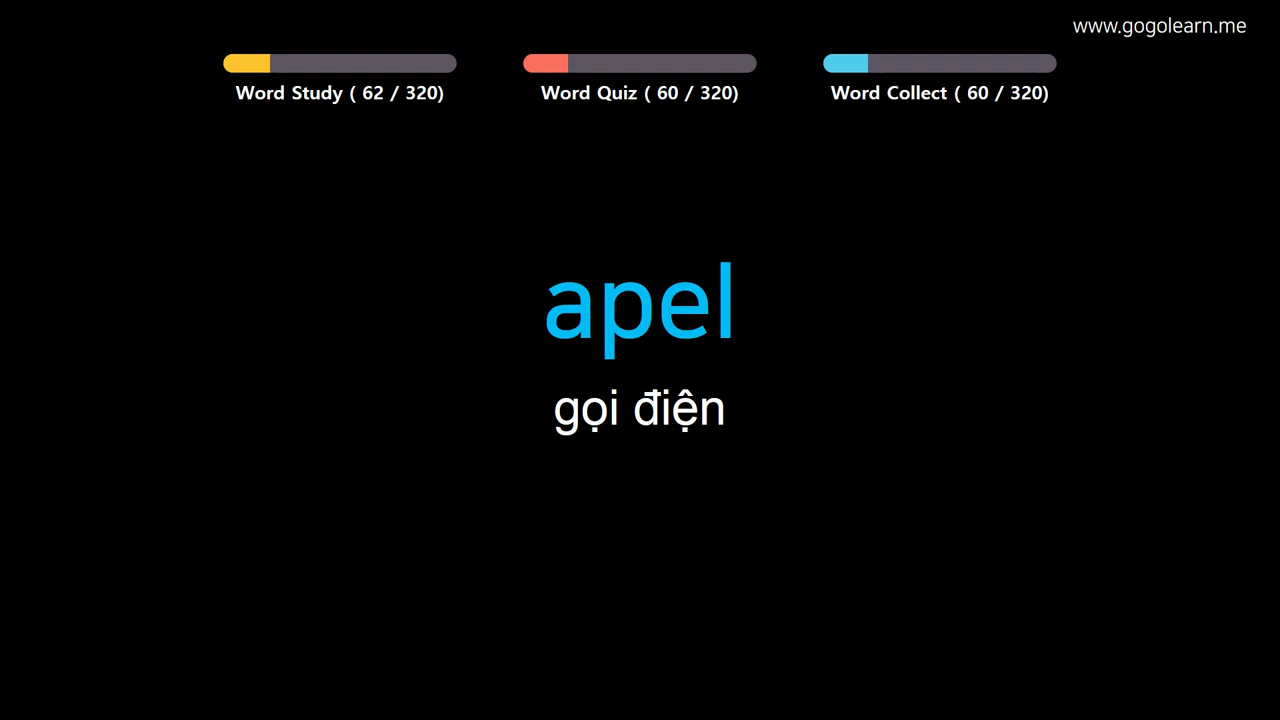 www.gogolearn.me
Word Study ( 62 / 320)
Word Quiz ( 60 / 320)
Word Collect ( 60 / 320)
apel
gọi điện